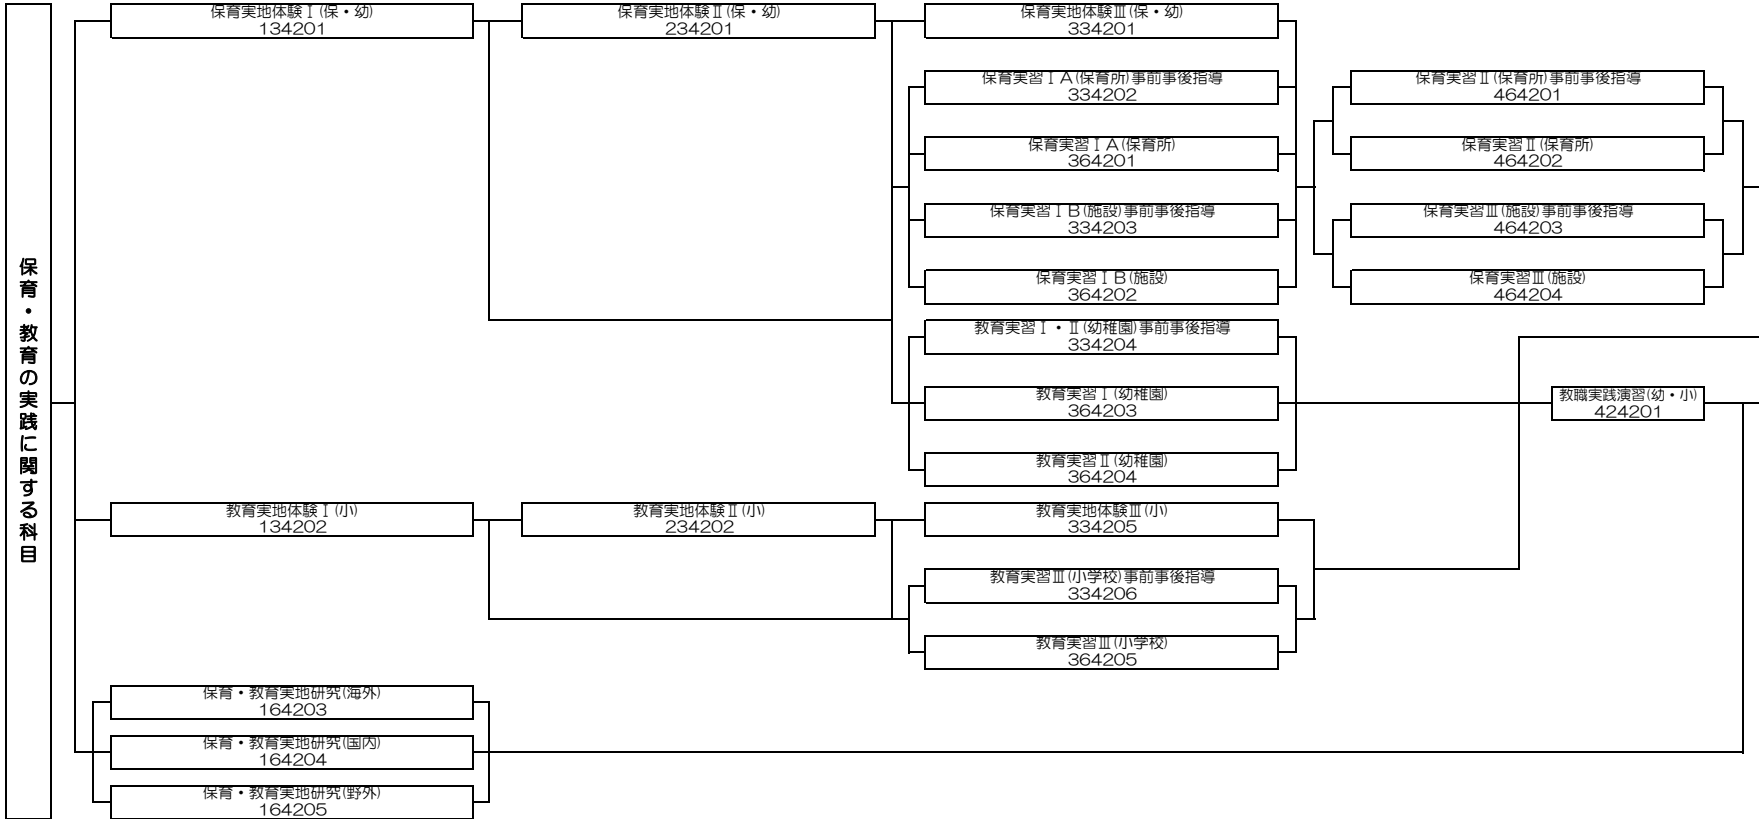 保育・教育の実践に関する科目
保育実地体験Ⅰ(保・幼)
134201
保育実地体験Ⅱ(保・幼)
234201
保育実地体験Ⅲ(保・幼)
334201
保育実習ⅠA(保育所)事前事後指導
334202
保育実習ⅠA(保育所)
364201
保育実習ⅠB(施設)事前事後指導
334203
保育実習ⅠB(施設)
364202
保育実習Ⅱ(保育所)事前事後指導
464201
保育実習Ⅱ(保育所)
464202
保育実習Ⅲ(施設)事前事後指導
464203
保育実習Ⅲ(施設)
464204
教育実習Ⅰ・Ⅱ(幼稚園)事前事後指導
334204
教育実習Ⅰ(幼稚園)
364203
教育実習Ⅱ(幼稚園)
364204
教職実践演習(幼・小)
424201
教育実地体験Ⅰ(小)
134202
教育実地体験Ⅱ(小)
234202
教育実地体験Ⅲ(小)
334205
教育実習Ⅲ(小学校)事前事後指導
334206
教育実習Ⅲ(小学校)
364205
保育・教育実地研究(海外)
164203
保育・教育実地研究(国内)
164204
保育・教育実地研究(野外)
164205